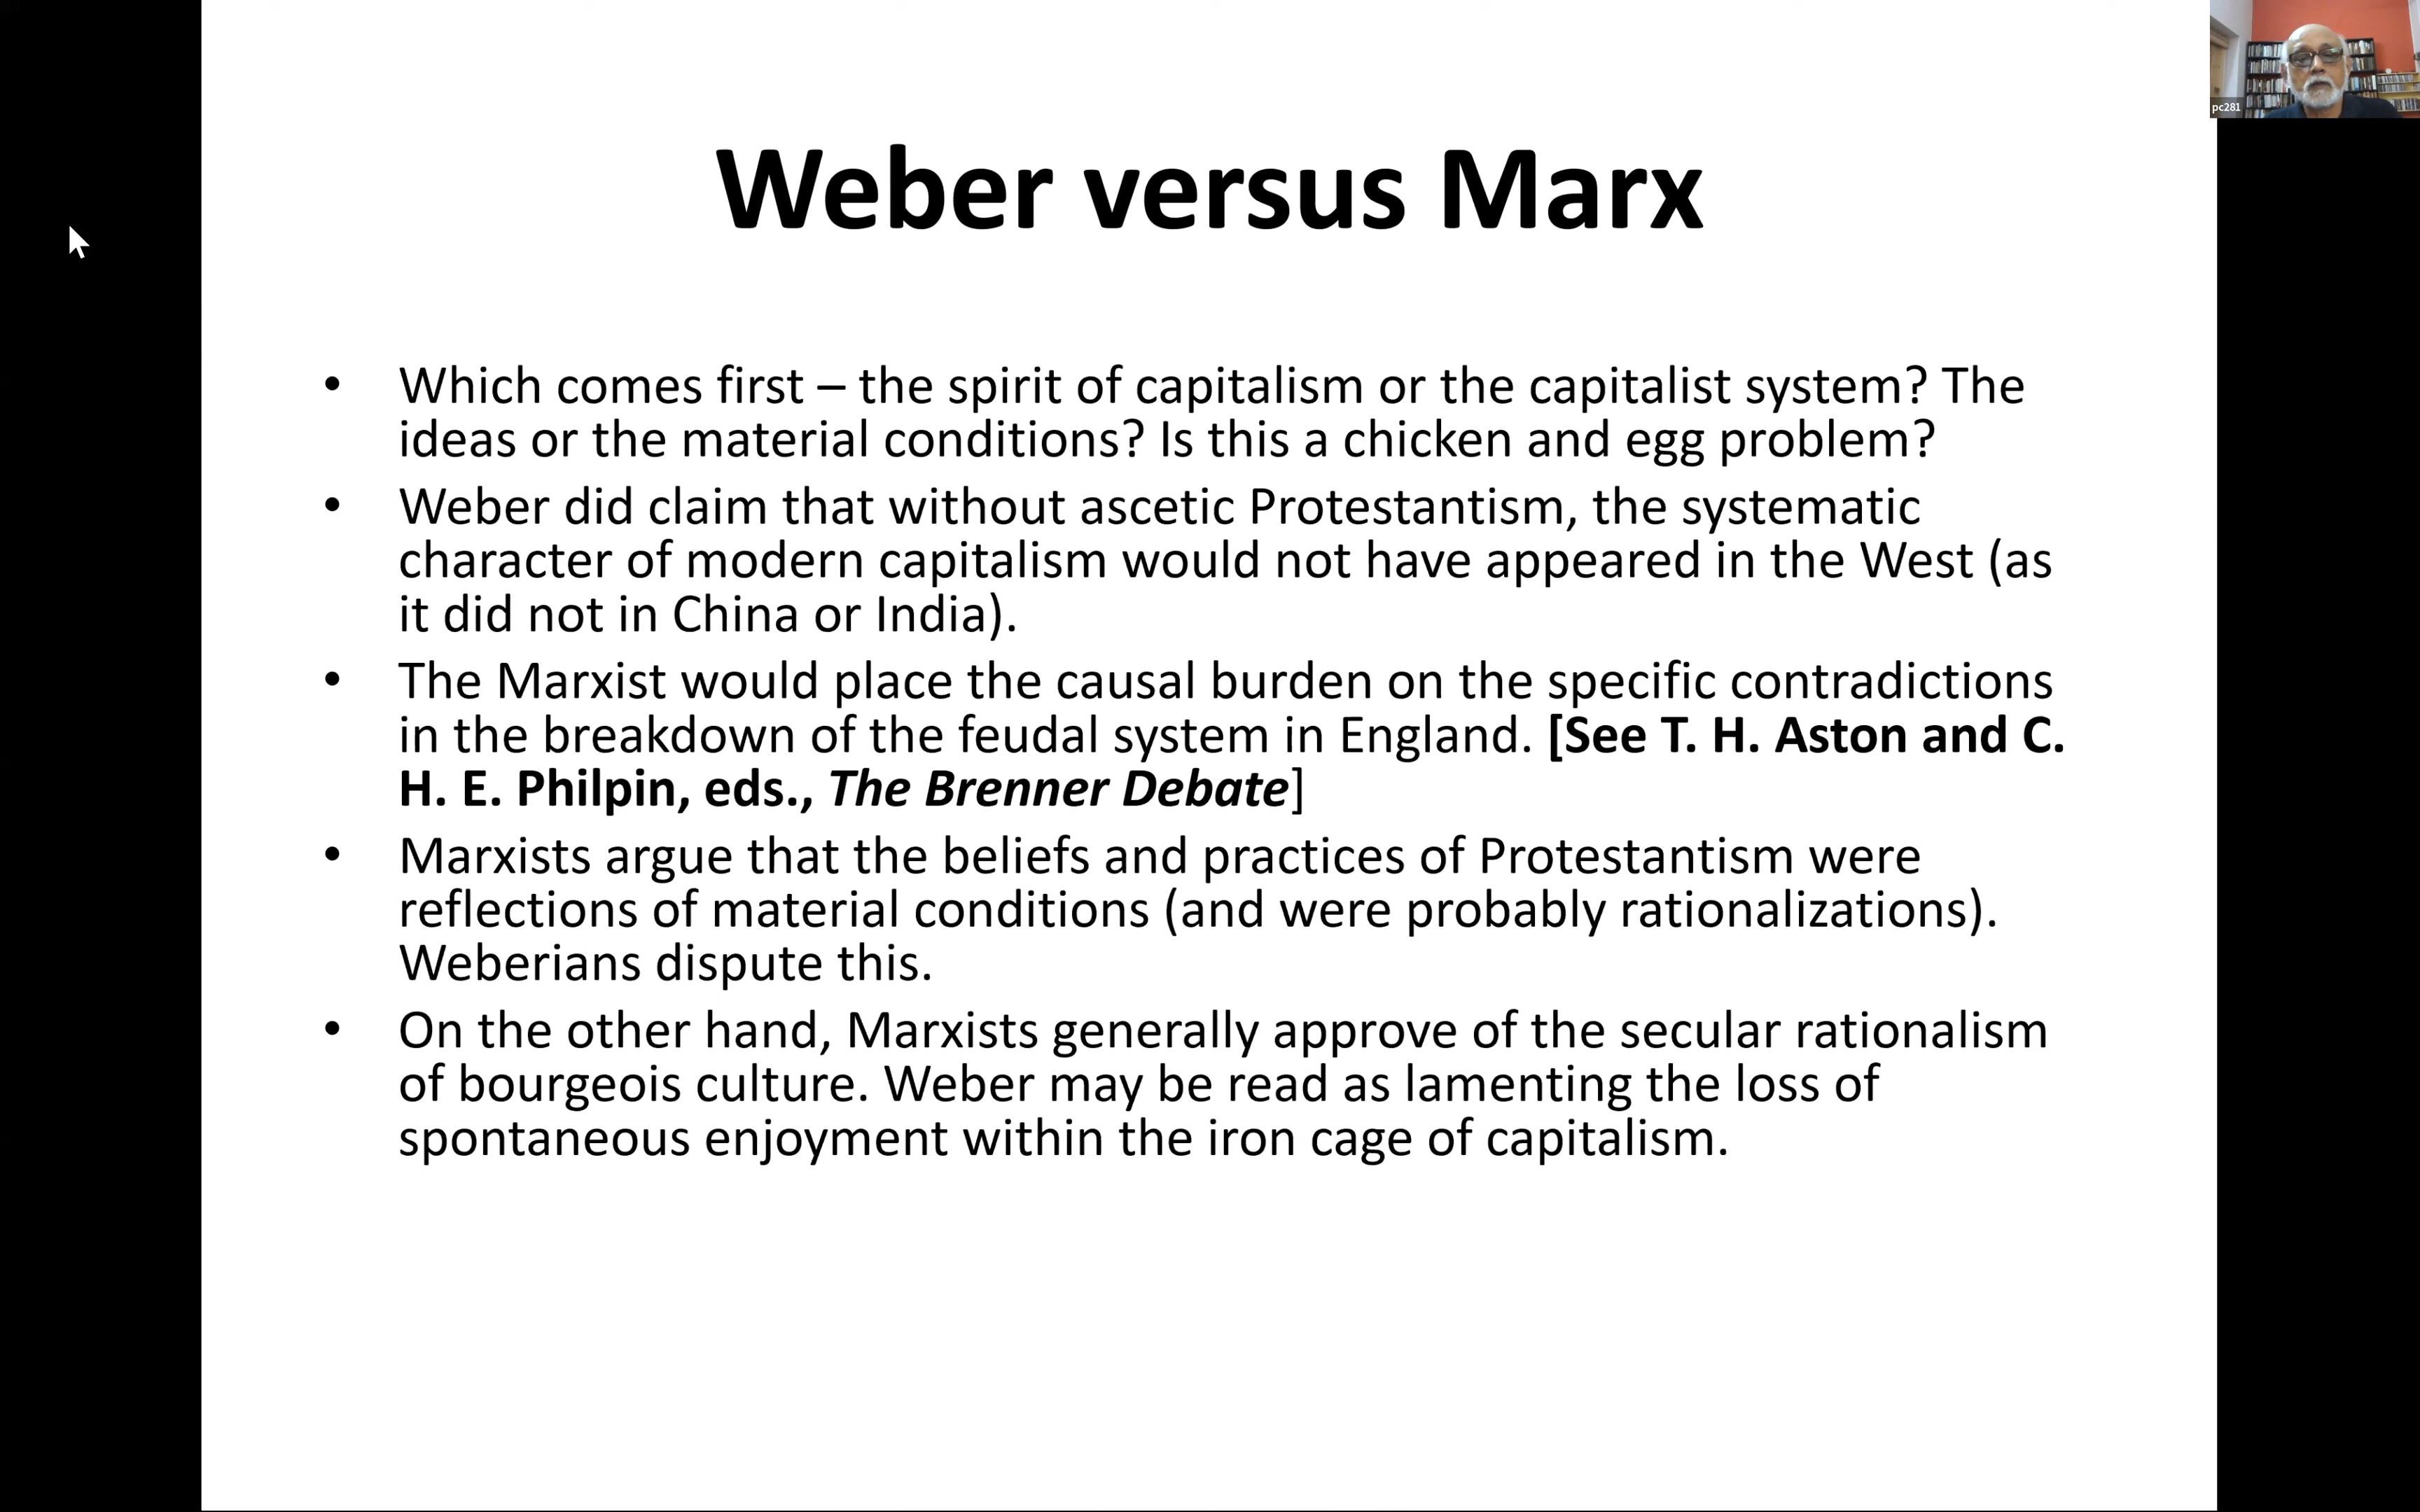 Weber versus Marx
• Which comes first – the spirit of capitalism or the capitalist system? The
ideas or the material conditions? Is this a chicken and egg problem?
• Weber did claim that without ascetic Protestantism, the systematic
character of modern capitalism would not have appeared in the West (as
it did not in China or India).
• The Marxist would place the causal burden on the specific contradictions
in the breakdown of the feudal system in England. [See T. H. Aston and C.
H. E. Philpin, eds., The Brenner Debate]
• Marxists argue that the beliefs and practices of Protestantism were
reflections of material conditions (and were probably rationalizations).
Weberians dispute this.
• On the other hand, Marxists generally approve of the secular rationalism
of bourgeois culture. Weber may be read as lamenting the loss of
spontaneous enjoyment within the iron cage of capitalism.
pc281